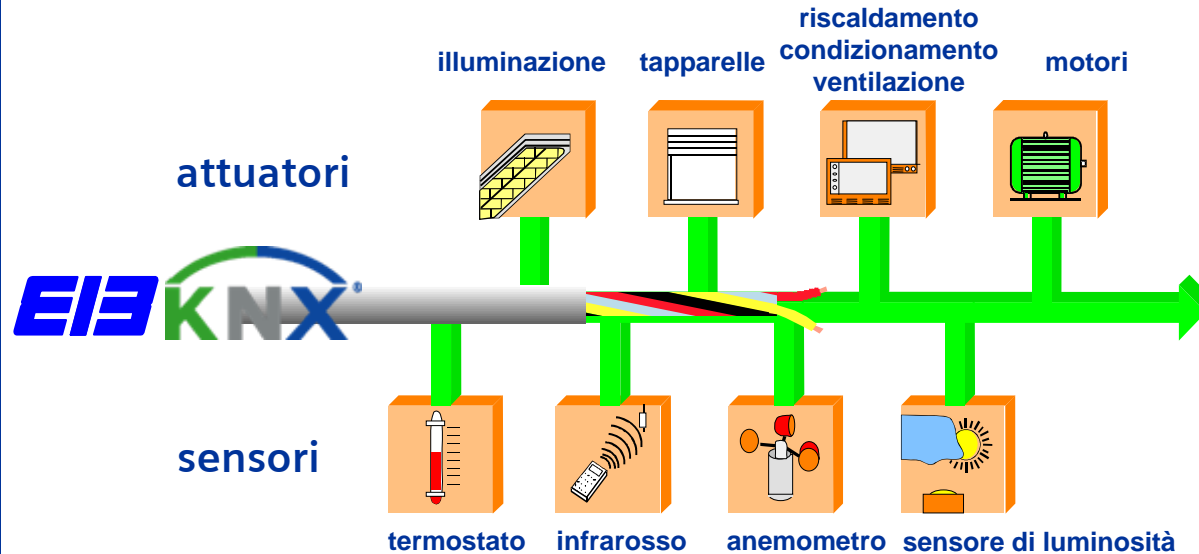 riscaldamento
illuminazione tapparelle condizionamento motori
ventilazione
attuatori
EIB KNX®
sensori
termostato infrarosso anemometro sensore di luminosità